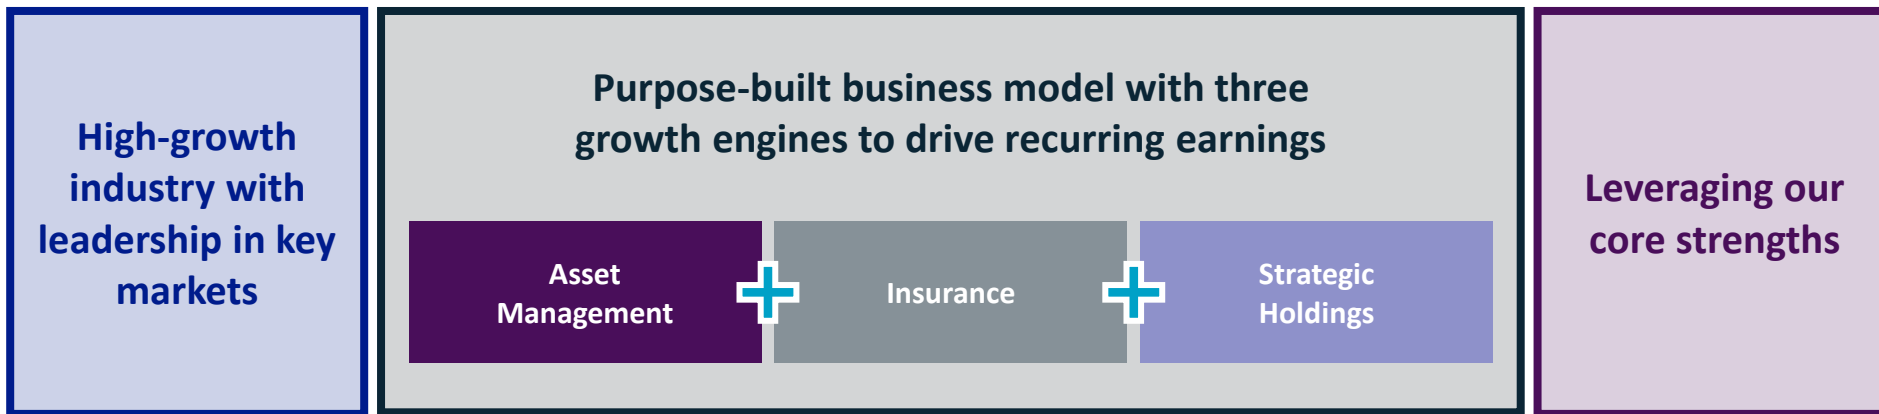 High-growth
industry with
leadership in key
markets
Purpose-built business model with three
growth engines to drive recurring earnings
Asset
Management
Insurance
Strategic
Holdings
Leveraging our
core strengths